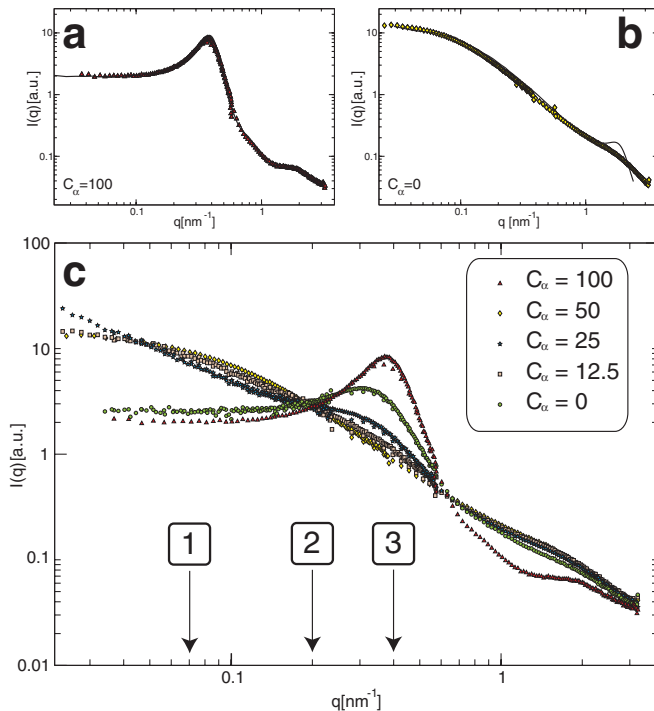 a
10
1
0.1
I(q)[a.u.]
C_α=100
0.1
1
q[nm⁻¹]
b
10
1
0.1
I(q)[a.u.]
C_α=0
0.1
1
q [nm⁻¹]
c
100
10
1
0.1
0.01
I(q)[a.u.]
C_α = 100
C_α = 50
C_α = 25
C_α = 12.5
C_α = 0
1
2
3
0.1
1
q[nm⁻¹]